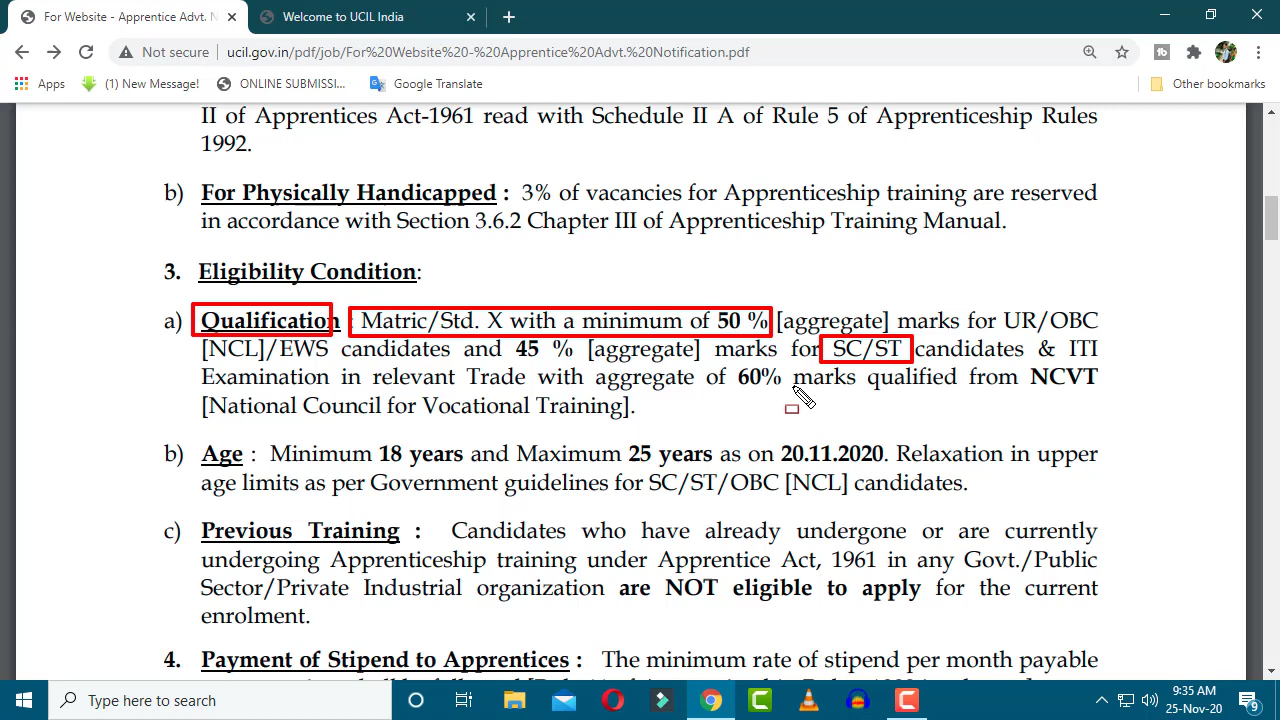 For Website - Apprentice Advt. N
Welcome to UCIL India
Not secure
ucil.gov.in/pdf/job/For%20Website%20-%20Apprentice%20Advt.%20Notification.pdf
Apps
(1) New Message!
ONLINE SUBMISSI...
Google Translate
Other bookmarks
II of Apprentices Act-1961 read with Schedule II A of Rule 5 of Apprenticeship Rules
1992.
b) For Physically Handicapped : 3% of vacancies for Apprenticeship training are reserved
in accordance with Section 3.6.2 Chapter III of Apprenticeship Training Manual.
3. Eligibility Condition:
a) Qualification : Matric/Std. X with a minimum of 50 % [aggregate] marks for UR/OBC
[NCL]/EWS candidates and 45 % [aggregate] marks for SC/ST candidates & ITI
Examination in relevant Trade with aggregate of 60% marks qualified from NCVT
[National Council for Vocational Training].
b) Age : Minimum 18 years and Maximum 25 years as on 20.11.2020. Relaxation in upper
age limits as per Government guidelines for SC/ST/OBC [NCL] candidates.
c) Previous Training : Candidates who have already undergone or are currently
undergoing Apprenticeship training under Apprentice Act, 1961 in any Govt./Public
Sector/Private Industrial organization are NOT eligible to apply for the current
enrolment.
4. Payment of Stipend to Apprentices : The minimum rate of stipend per month payable
Type here to search
9:35 AM
25-Nov-20
9